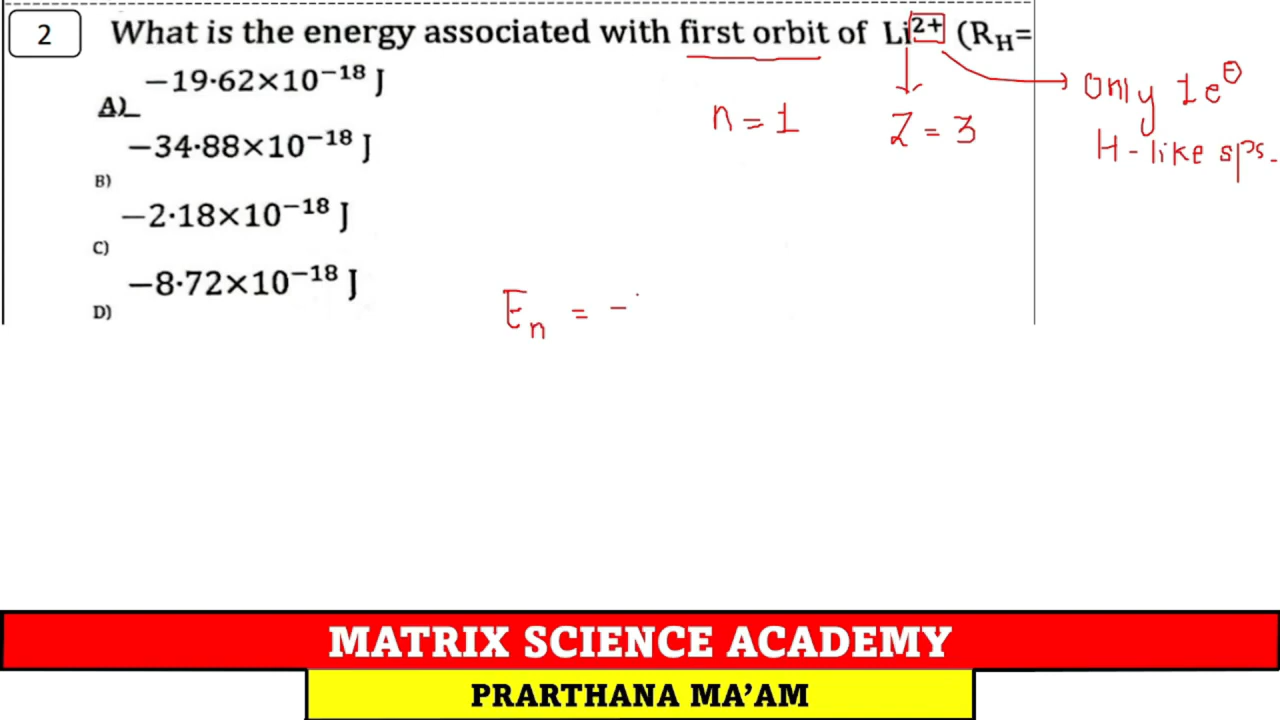 2
What is the energy associated with first orbit of Li²⁺ (R_H=
−19·62×10⁻¹⁸ J
A)
−34·88×10⁻¹⁸ J
B)
−2·18×10⁻¹⁸ J
C)
−8·72×10⁻¹⁸ J
D)
n = 1
Z = 3
Only 1e⊖
H-like sps.
E_n = -
MATRIX SCIENCE ACADEMY
PRARTHANA MA’AM